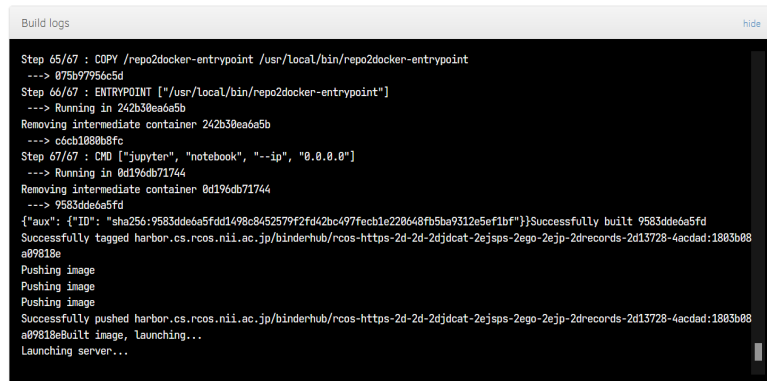 Build logs
hide
Step 65/67 : COPY /repo2docker-entrypoint /usr/local/bin/repo2docker-entrypoint
---> 075b97956c5d
Step 66/67 : ENTRYPOINT ["/usr/local/bin/repo2docker-entrypoint"]
---> Running in 242b30ea6a5b
Removing intermediate container 242b30ea6a5b
---> c6cb1080b8fc
Step 67/67 : CMD ["jupyter", "notebook", "--ip", "0.0.0.0"]
---> Running in 0d196db71744
Removing intermediate container 0d196db71744
---> 9583dde6a5fd
{"aux": {"ID": "sha256:9583dde6a5fdd1498c8452579f2fd42bc497fecb1e220648fb5ba9312e5ef1bf"}}Successfully built 9583dde6a5fd
Successfully tagged harbor.cs.rcos.nii.ac.jp/binderhub/rcos-https-2d-2d-2djdcat-2ejsps-2ego-2ejp-2drecords-2d13728-4acdad:1803b08
a09818e
Pushing image
Pushing image
Pushing image
Successfully pushed harbor.cs.rcos.nii.ac.jp/binderhub/rcos-https-2d-2d-2djdcat-2ejsps-2ego-2ejp-2drecords-2d13728-4acdad:1803b08
a09818eBuilt image, launching...
Launching server...